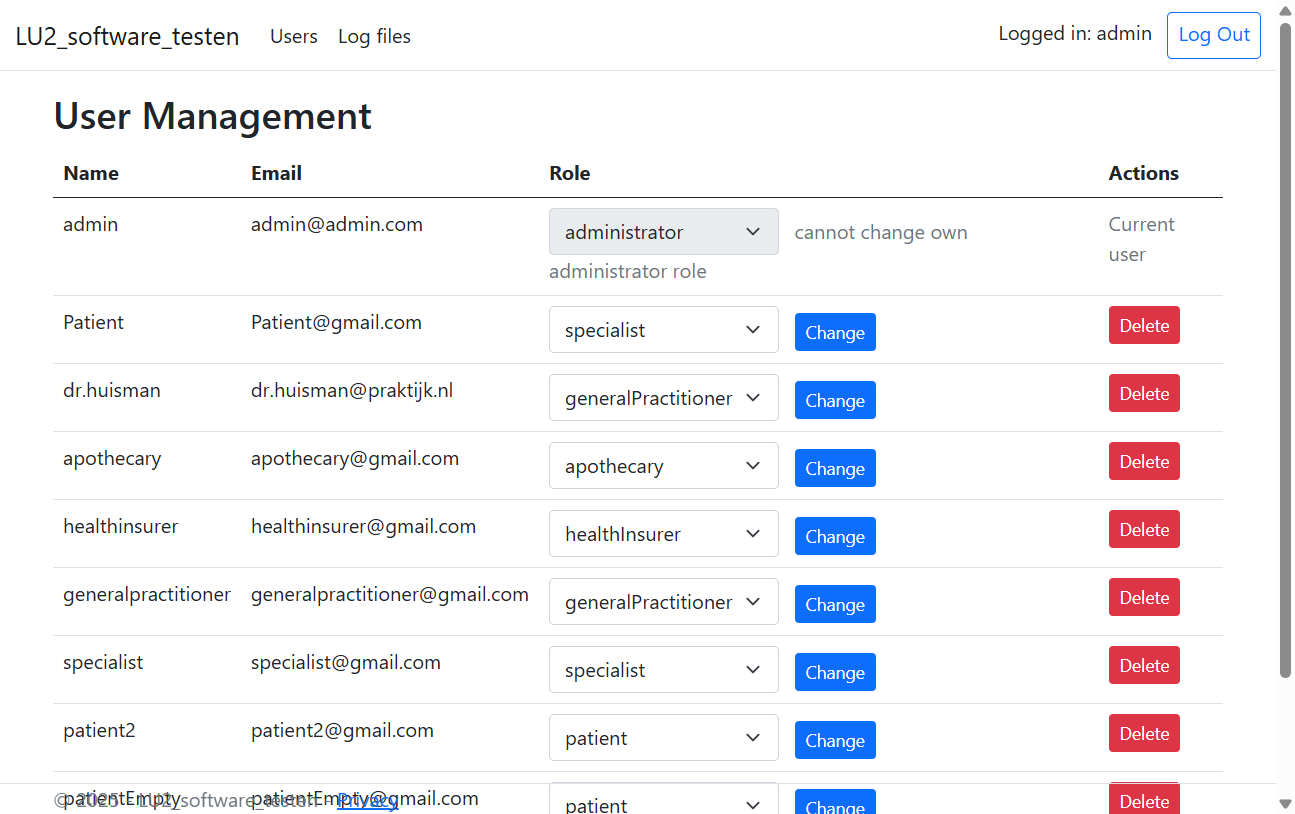 LU2_software_testen Users Log files Logged in: admin Log Out
User Management
Name Email Role Actions
admin admin@admin.com administrator cannot change own Current
administrator role user
Patient Patient@gmail.com specialist Change Delete
dr.huisman dr.huisman@praktijk.nl generalPractitioner Change Delete
apothecary apothecary@gmail.com apothecary Change Delete
healthinsurer healthinsurer@gmail.com healthInsurer Change Delete
generalpractitioner generalpractitioner@gmail.com generalPractitioner Change Delete
specialist specialist@gmail.com specialist Change Delete
patient2 patient2@gmail.com patient Change Delete
patientEmpty patientEmpty@gmail.com patient Change Delete
© 2025 - LU2_software_testen - Privacy